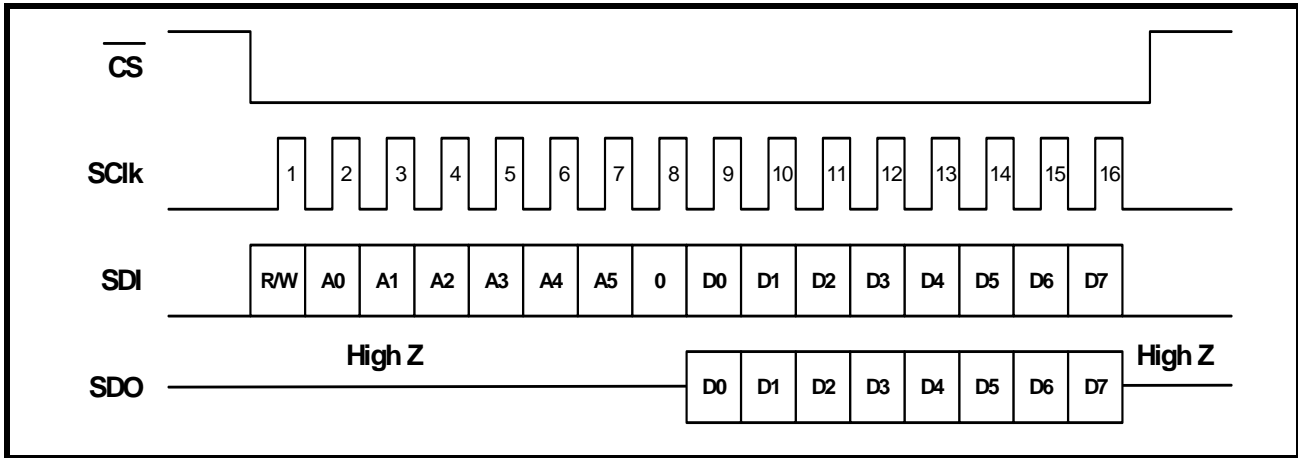 CS
SClk 1 2 3 4 5 6 7 8 9 10 11 12 13 14 15 16
SDI R/W A0 A1 A2 A3 A4 A5 0 D0 D1 D2 D3 D4 D5 D6 D7
High Z High Z
SDO D0 D1 D2 D3 D4 D5 D6 D7